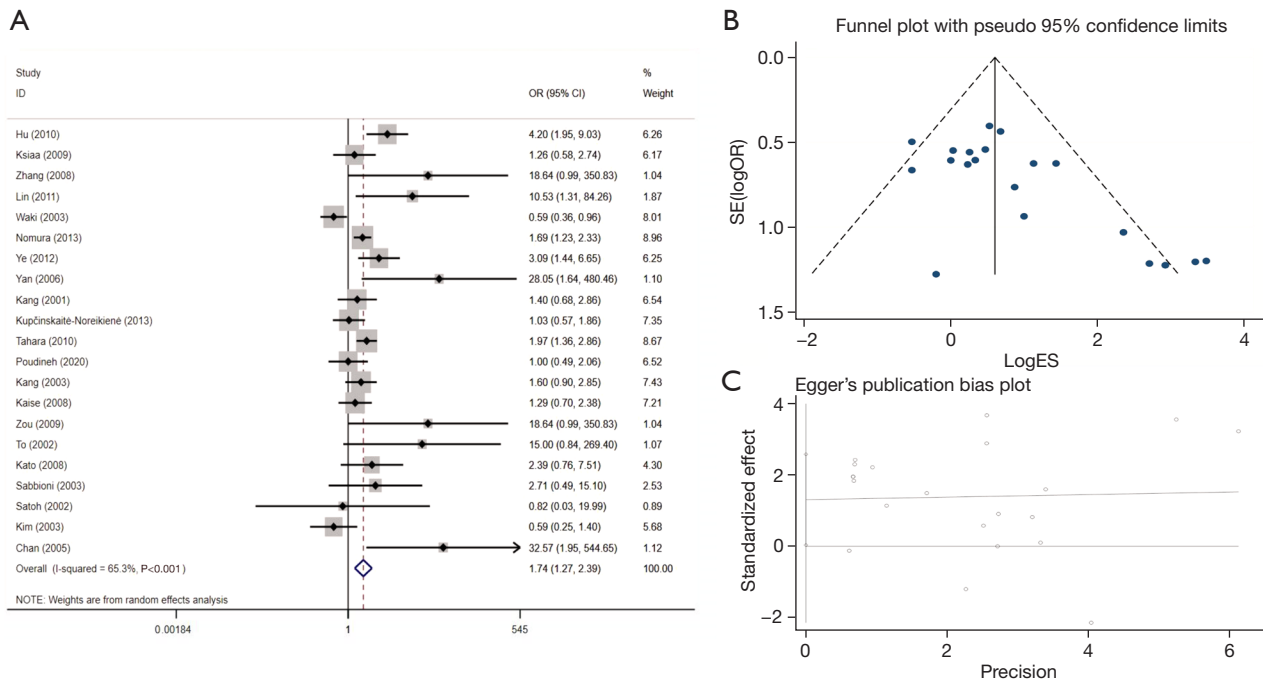 A
Study
%
ID OR (95% CI) Weight
Hu (2010) 4.20 (1.95, 9.03) 6.26
Ksiaa (2009) 1.26 (0.58, 2.74) 6.17
Zhang (2008) 18.64 (0.99, 350.83) 1.04
Lin (2011) 10.53 (1.31, 84.26) 1.87
Waki (2003) 0.59 (0.36, 0.96) 8.01
Nomura (2013) 1.69 (1.23, 2.33) 8.96
Ye (2012) 3.09 (1.44, 6.65) 6.25
Yan (2006) 28.05 (1.64, 480.46) 1.10
Kang (2001) 1.40 (0.68, 2.86) 6.54
Kupčinskaitė-Noreikienė (2013) 1.03 (0.57, 1.86) 7.35
Tahara (2010) 1.97 (1.36, 2.86) 8.67
Poudineh (2020) 1.00 (0.49, 2.06) 6.52
Kang (2003) 1.60 (0.90, 2.85) 7.43
Kaise (2008) 1.29 (0.70, 2.38) 7.21
Zou (2009) 18.64 (0.99, 350.83) 1.04
To (2002) 15.00 (0.84, 269.40) 1.07
Kato (2008) 2.39 (0.76, 7.51) 4.30
Sabbioni (2003) 2.71 (0.49, 15.10) 2.53
Satoh (2002) 0.82 (0.03, 19.99) 0.89
Kim (2003) 0.59 (0.25, 1.40) 5.68
Chan (2005) 32.57 (1.95, 544.65) 1.12
Overall (I-squared = 65.3%, P<0.001) 1.74 (1.27, 2.39) 100.00
NOTE: Weights are from random effects analysis
0.00184 1 545
B
Funnel plot with pseudo 95% confidence limits
0.0
0.5
1.0
1.5
SE(logOR)
−2 0 2 4
LogES
C
Egger's publication bias plot
4
2
0
−2
Standardized effect
0 2 4 6
Precision